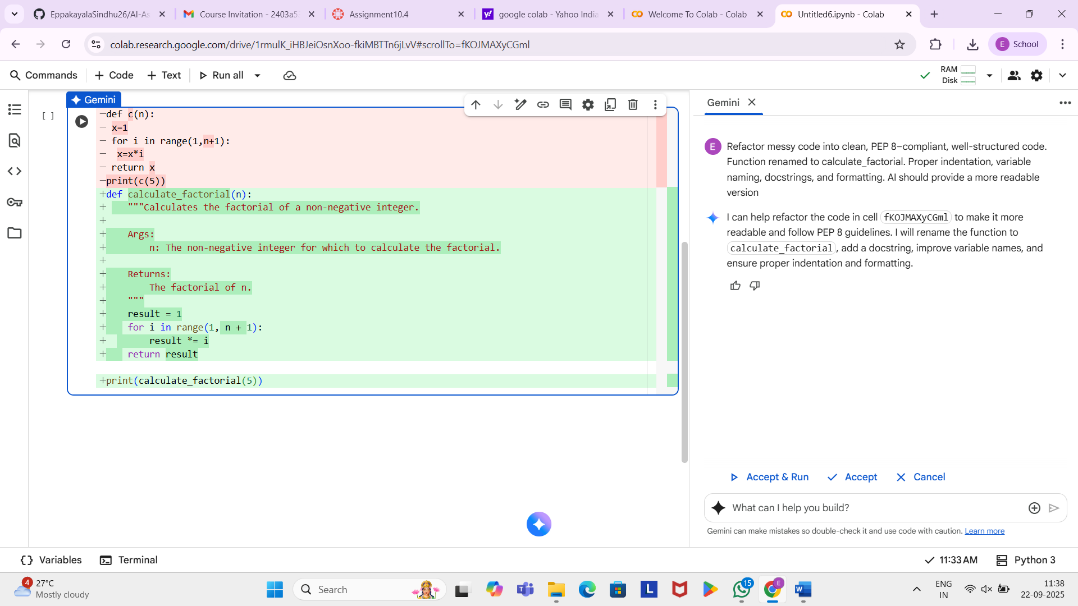 EppakayalaSindhu26/AI-As
Course Invitation - 2403a5
Assignment10.4
google colab - Yahoo India
Welcome To Colab - Colab
Untitled6.ipynb - Colab
colab.research.google.com/drive/1rmulK_iHBJeiOsnXoo-fkiMBTTn6jLvV#scrollTo=fKOJMAXyCGml
E School
Commands + Code + Text Run all
RAM
Disk
Gemini
[ ]
-def c(n):
- x=1
- for i in range(1,n+1):
- x=x*i
- return x
-print(c(5))
+def calculate_factorial(n):
+ """Calculates the factorial of a non-negative integer.
+
+ Args:
+ n: The non-negative integer for which to calculate the factorial.
+
+ Returns:
+ The factorial of n.
+ """
+ result = 1
+ for i in range(1, n + 1):
+ result *= i
+ return result
+print(calculate_factorial(5))
Gemini
E
Refactor messy code into clean, PEP 8–compliant, well-structured code.
Function renamed to calculate_factorial. Proper indentation, variable
naming, docstrings, and formatting. AI should provide a more readable
version
I can help refactor the code in cell fKOJMAXyCGml to make it more
readable and follow PEP 8 guidelines. I will rename the function to
calculate_factorial, add a docstring, improve variable names, and
ensure proper indentation and formatting.
Accept & Run Accept Cancel
What can I help you build?
Gemini can make mistakes so double-check it and use code with caution. Learn more
{} Variables Terminal
11:33 AM Python 3
4
27°C
Mostly cloudy
Search
L
15
E
W
ENG
IN
11:38
22-09-2025